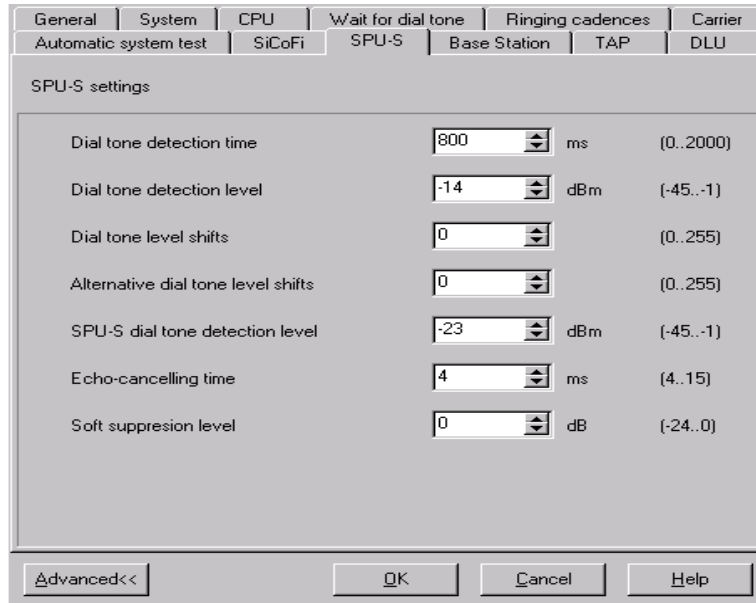 General System CPU Wait for dial tone Ringing cadences Carrier
Automatic system test SiCoFi SPU-S Base Station TAP DLU
SPU-S settings
Dial tone detection time 800 ms (0..2000)
Dial tone detection level -14 dBm (-45..-1)
Dial tone level shifts 0 (0..255)
Alternative dial tone level shifts 0 (0..255)
SPU-S dial tone detection level -23 dBm (-45..-1)
Echo-cancelling time 4 ms (4..15)
Soft suppresion level 0 dB (-24..0)
Advanced<< OK Cancel Help